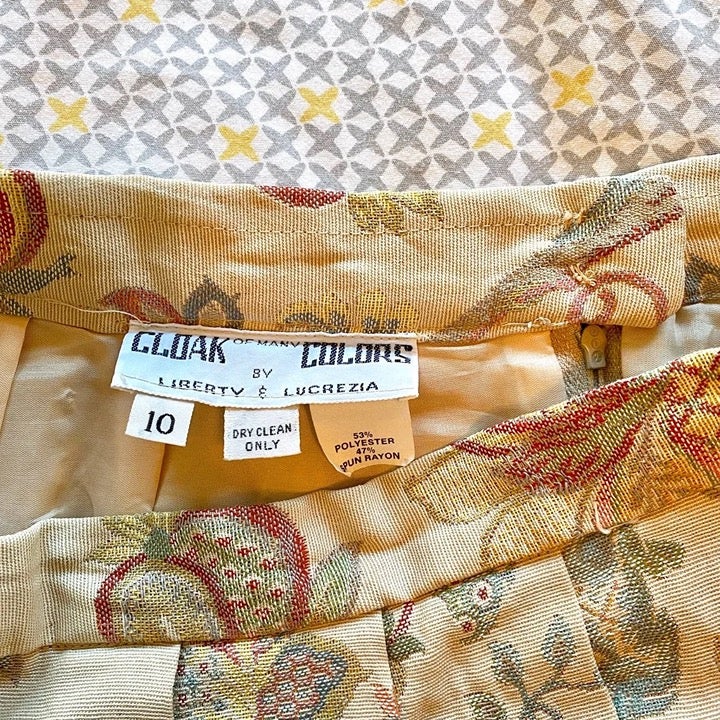 CLOAK OF MANY COLORS
BY
LIBERTY & LUCREZIA
10
DRY CLEAN
ONLY
53%
POLYESTER
47%
SPUN RAYON